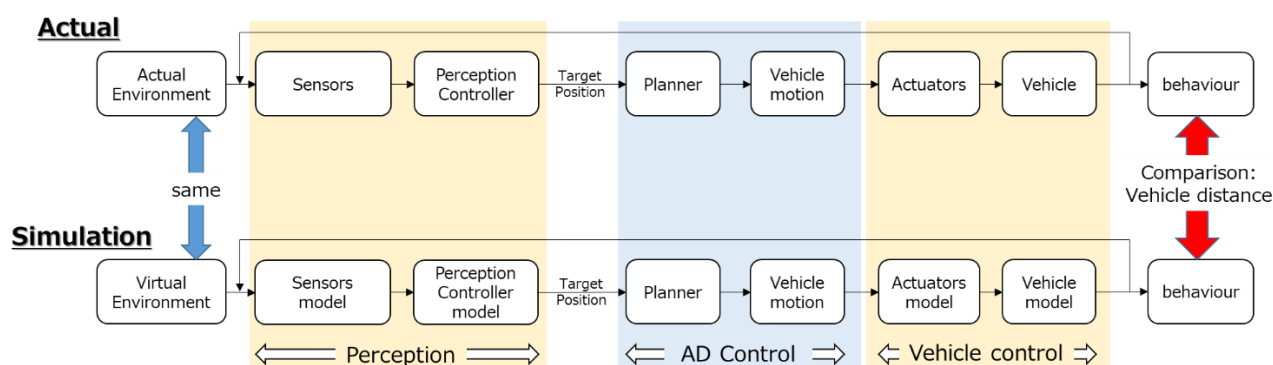 Actual
Actual
Environment
Sensors
Perception
Controller
Target
Position
Planner
Vehicle
motion
Actuators
Vehicle
behaviour
same
Comparison:
Vehicle distance
Simulation
Virtual
Environment
Sensors
model
Perception
Controller
model
Target
Position
Planner
Vehicle
motion
Actuators
model
Vehicle
model
behaviour
Perception
AD Control
Vehicle control